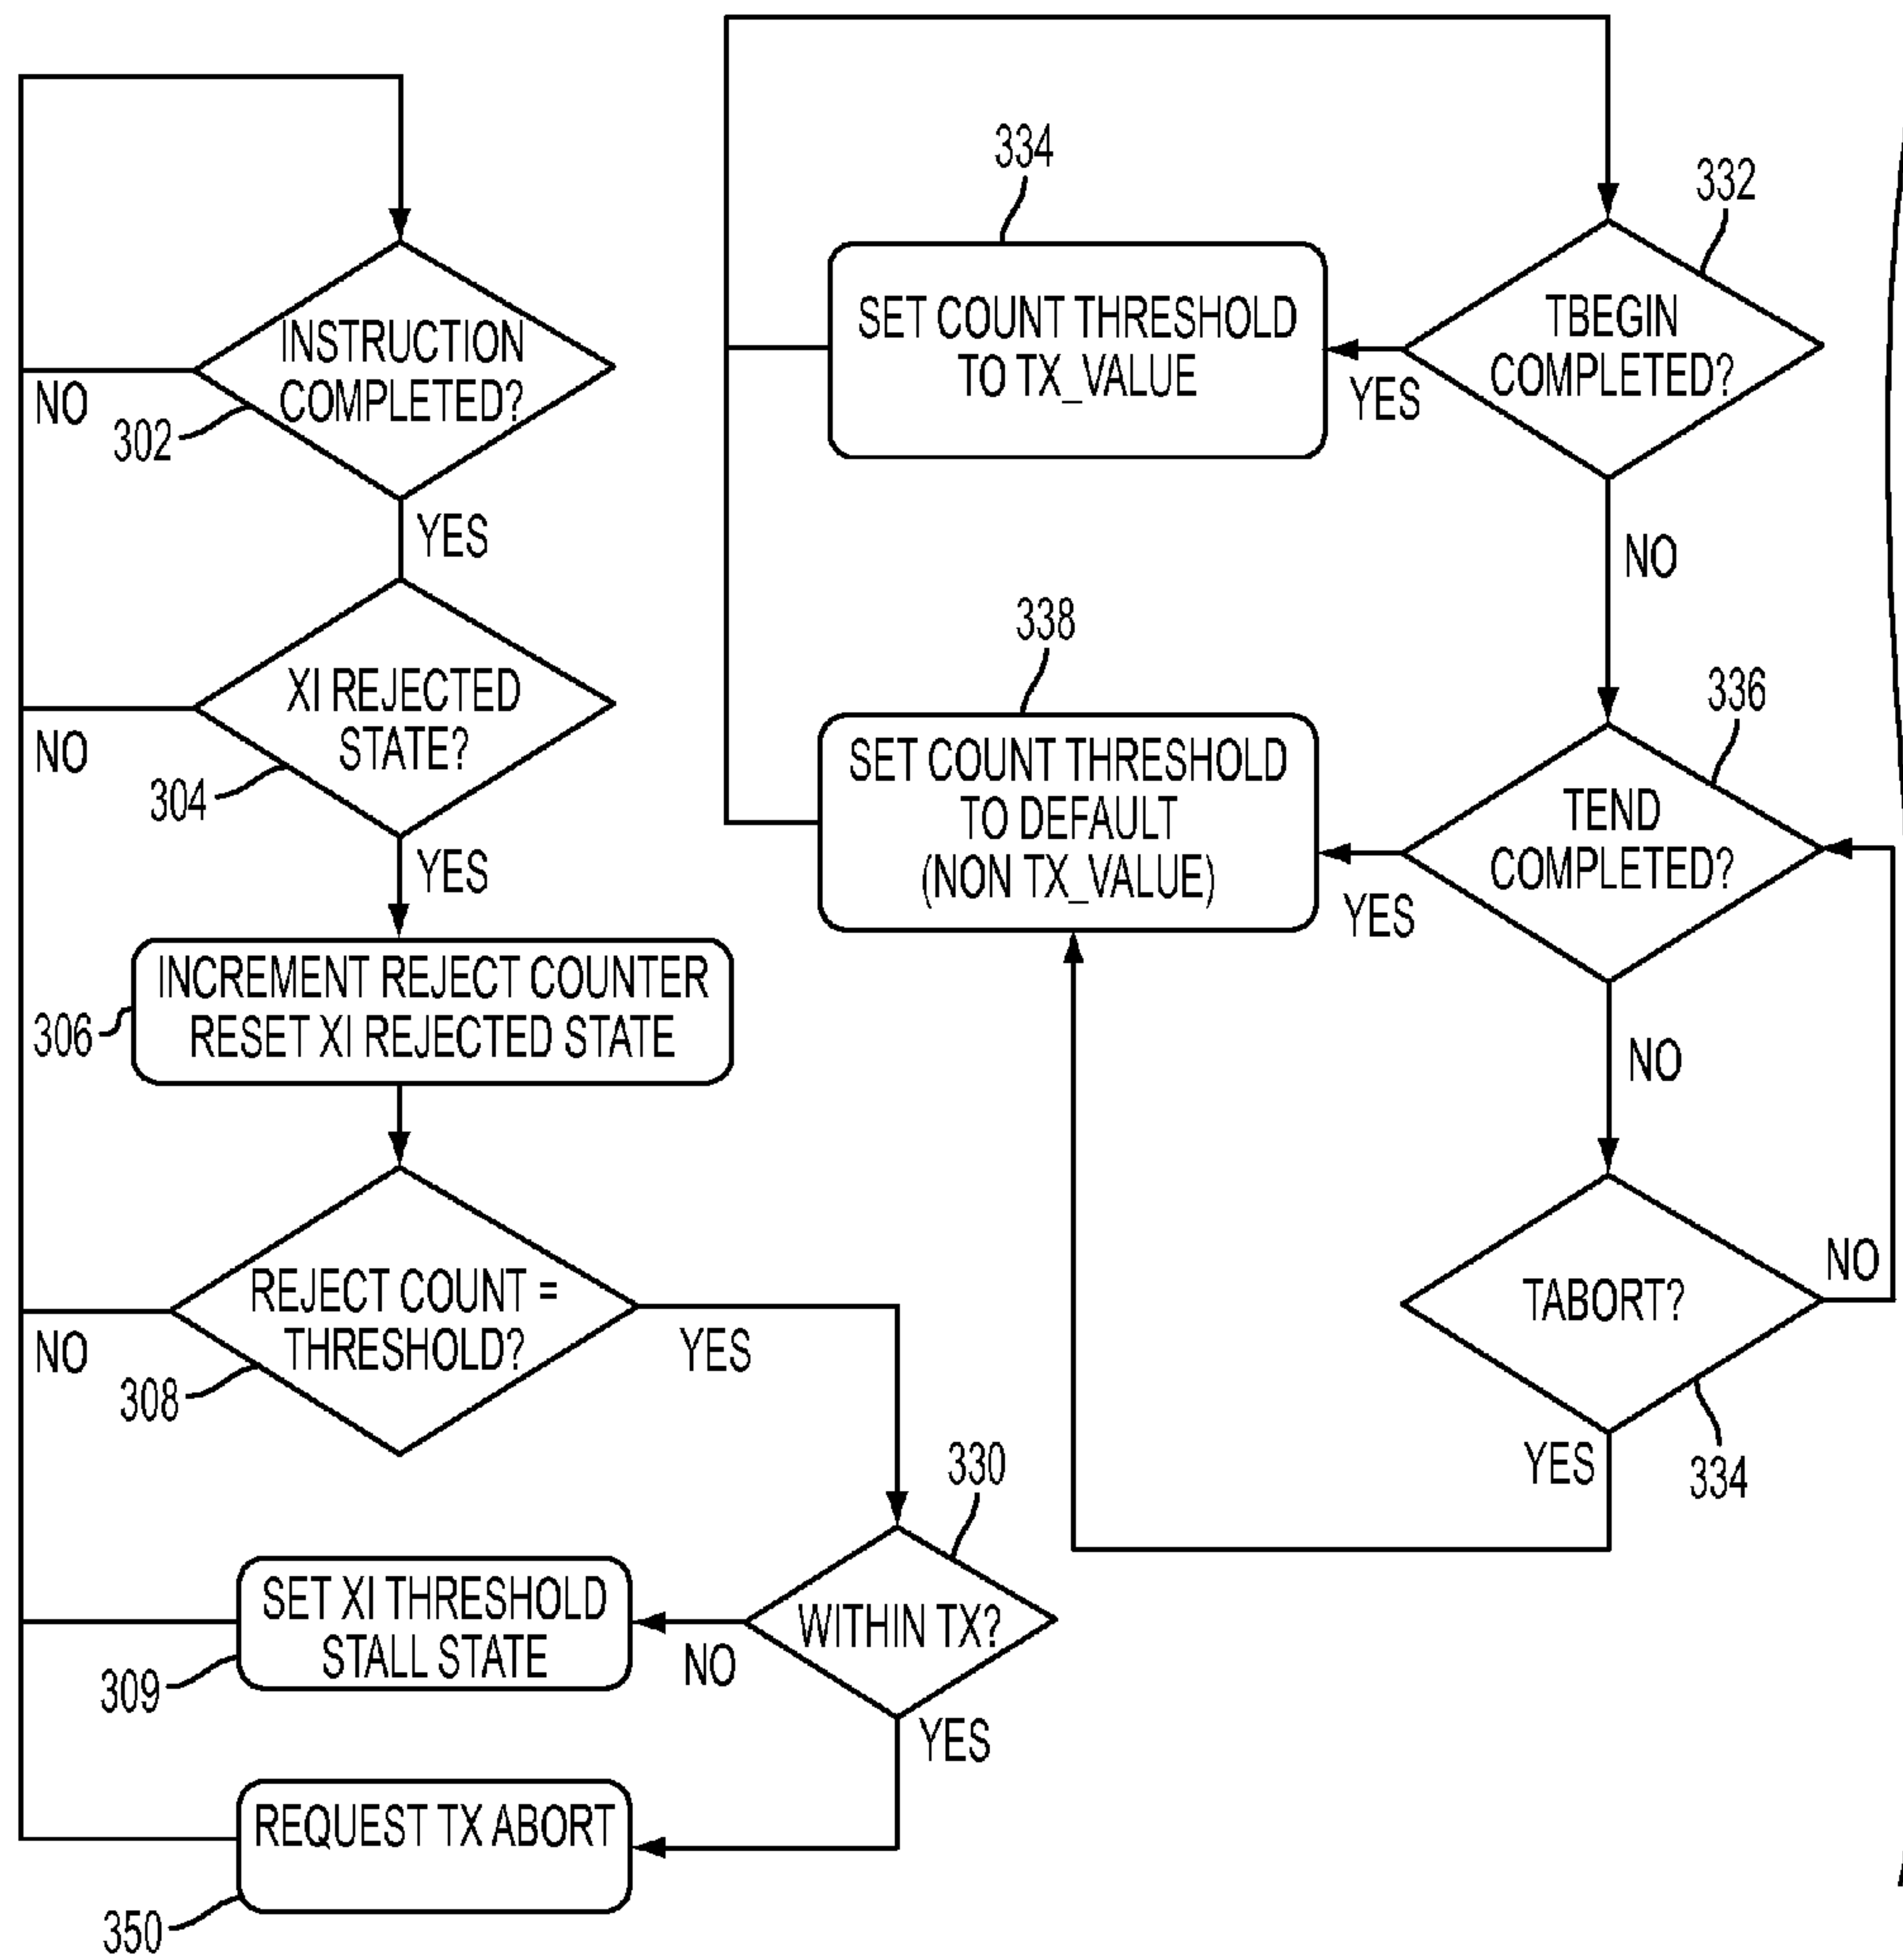 INSTRUCTION
COMPLETED?
NO
302
YES
XI REJECTED
STATE?
NO
304
YES
INCREMENT REJECT COUNTER
RESET XI REJECTED STATE
306
REJECT COUNT =
THRESHOLD?
NO
YES
308
330
WITHIN TX?
SET XI THRESHOLD
STALL STATE
NO
309
YES
REQUEST TX ABORT
350
334
332
SET COUNT THRESHOLD
TO TX_VALUE
TBEGIN
COMPLETED?
YES
NO
338
336
SET COUNT THRESHOLD
TO DEFAULT
(NON TX_VALUE)
TEND
COMPLETED?
YES
NO
TABORT?
NO
YES
334